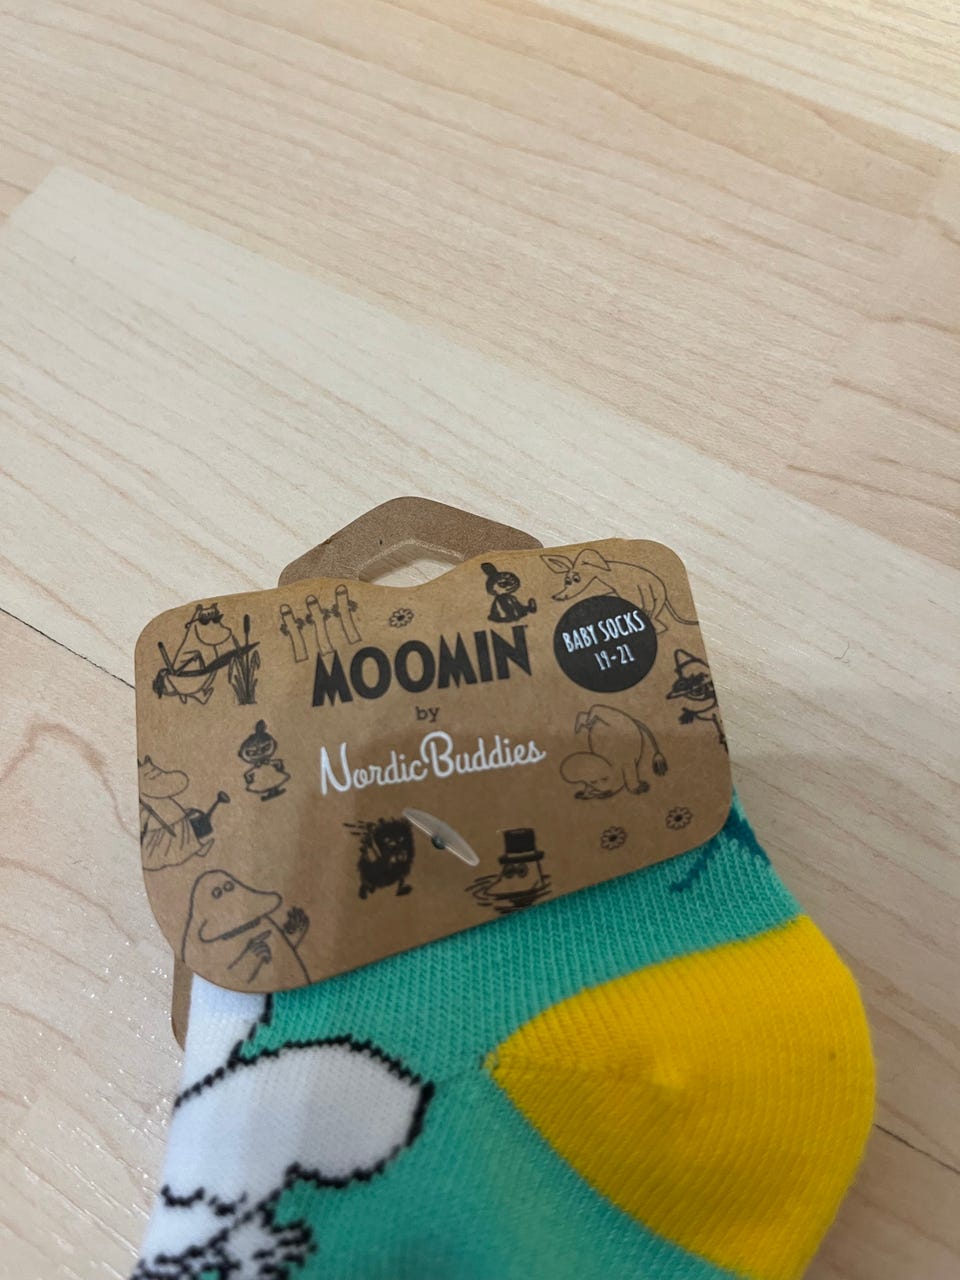 MOOMIN
by
NordicBuddies
BABY SOCKS
19-21